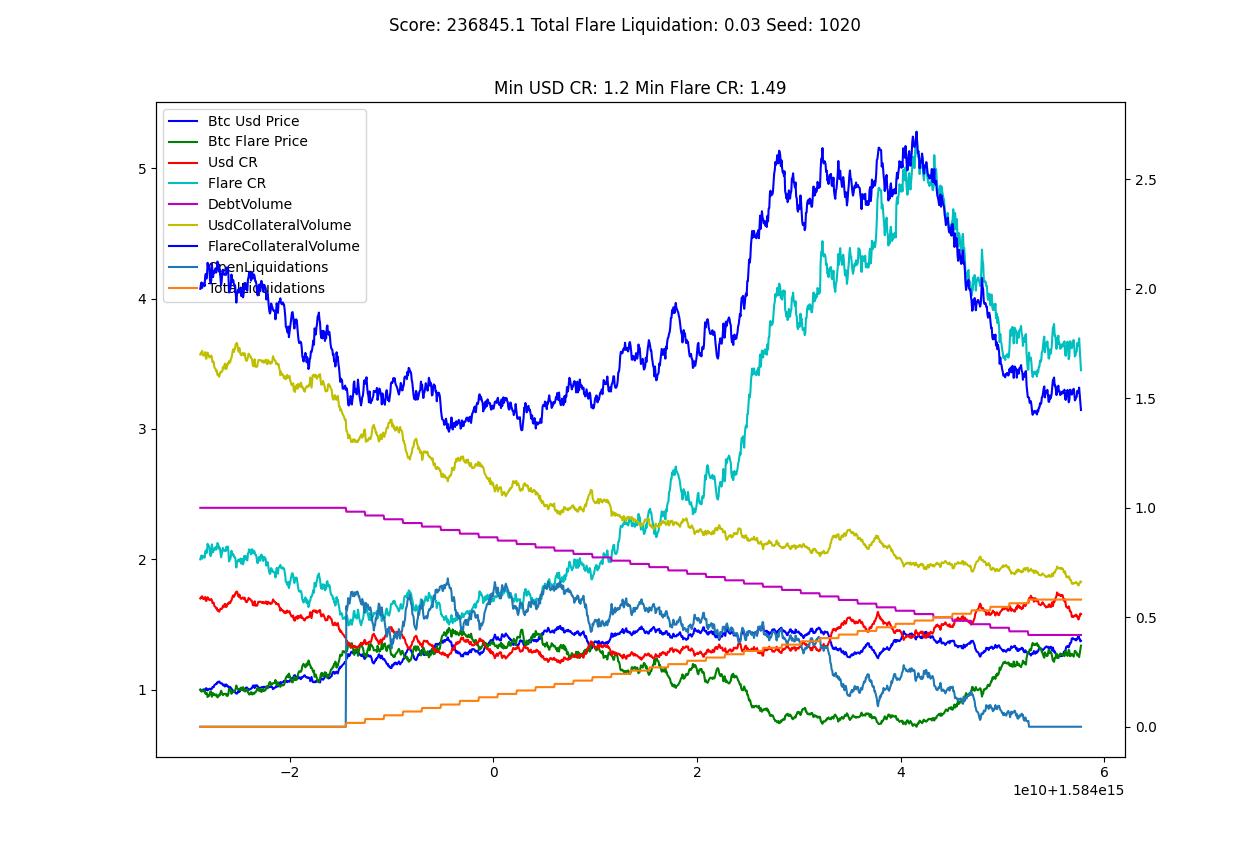 Score: 236845.1 Total Flare Liquidation: 0.03 Seed: 1020
Min USD CR: 1.2 Min Flare CR: 1.49
Btc Usd Price
Btc Flare Price
Usd CR
Flare CR
DebtVolume
UsdCollateralVolume
FlareCollateralVolume
OpenLiquidations
TotalLiquidations
5
4
3
2
1
2.5
2.0
1.5
1.0
0.5
0.0
−2
0
2
4
6
1e10+1.584e15